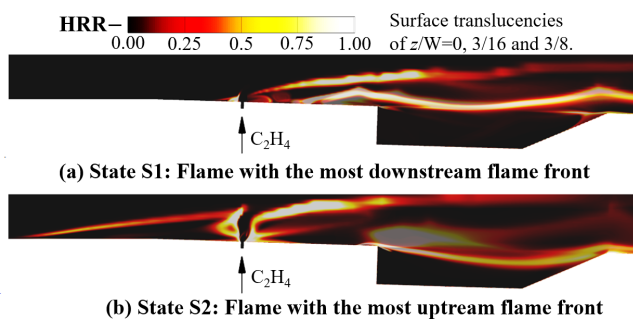 HRR
0.00 0.25 0.5 0.75 1.00
Surface translucencies
of z/W=0, 3/16 and 3/8.
C₂H₄
(a) State S1: Flame with the most downstream flame front
C₂H₄
(b) State S2: Flame with the most uptream flame front